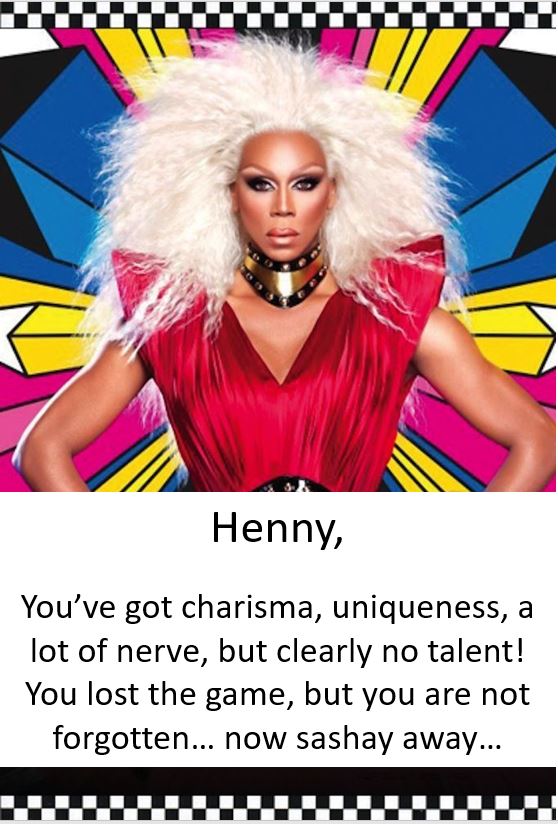 Henny,
You’ve got charisma, uniqueness, a
lot of nerve, but clearly no talent!
You lost the game, but you are not
forgotten… now sashay away…